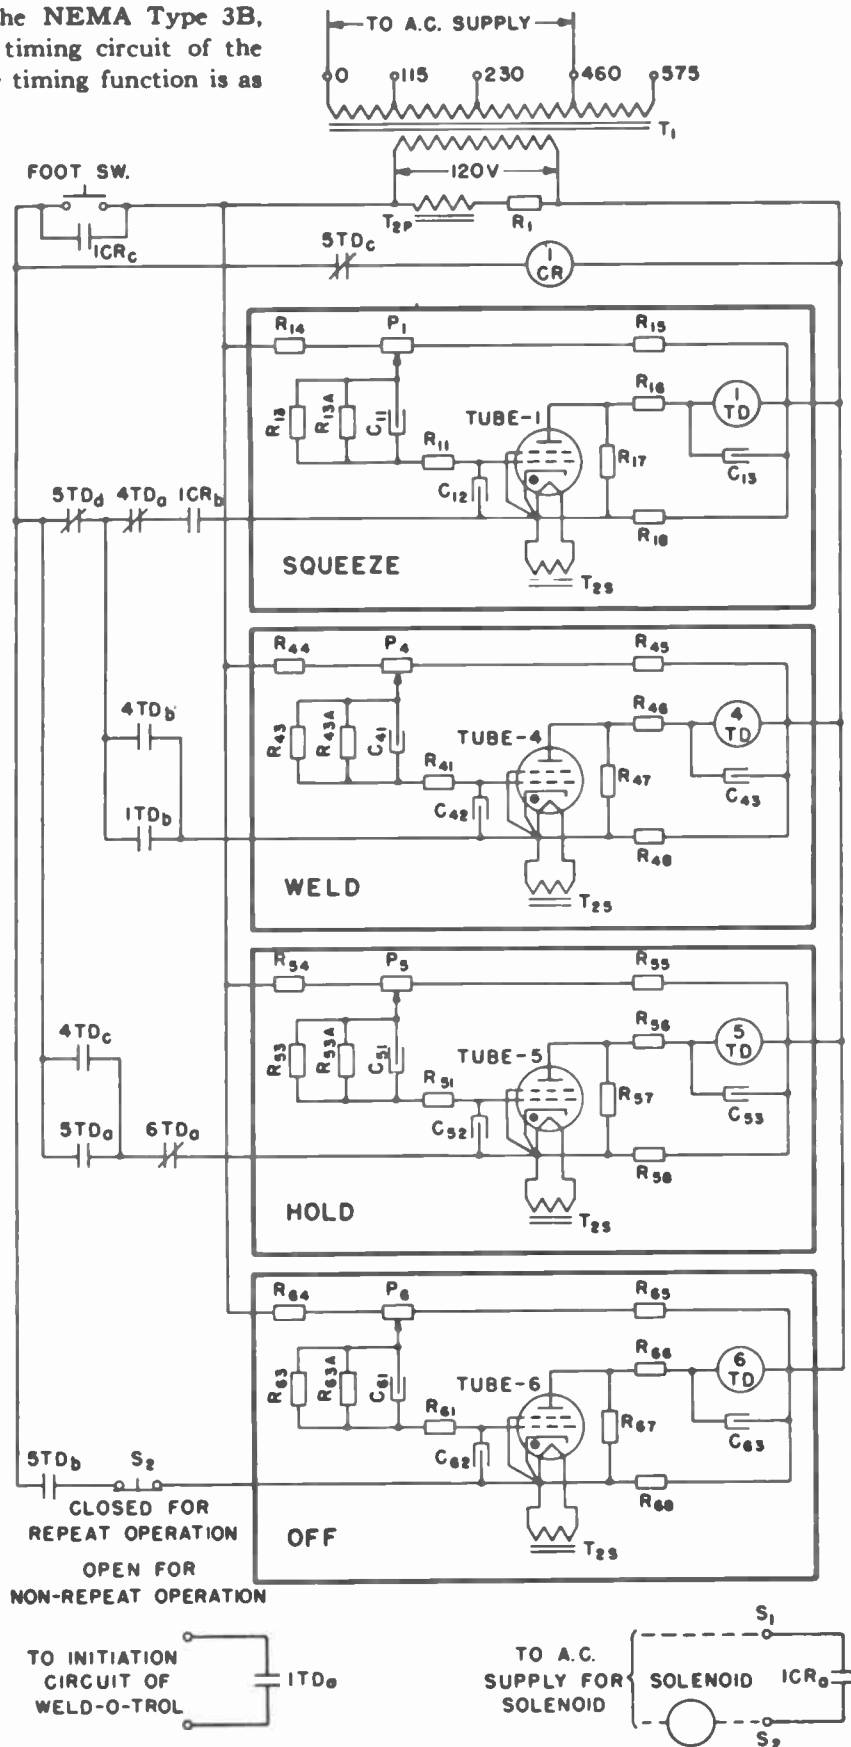 he NEMA Type 3B,
timing circuit of the
timing function is as
TO A.C. SUPPLY
0 115 230 460 575
T1
120V
FOOT SW.
1CRc
T2P R1
5TDc
1 CR
R14 P1 R15
R13 R13A C11
R11
TUBE-1
R16
1 TD
C12
R17
C13
R18
T2S
5TDd 4TDa 1CRb
SQUEEZE
R44 P4 R45
R43 R43A C41
R41
TUBE-4
R46
4 TD
C42
R47
C43
R48
T2S
4TDb
1TDb
WELD
R54 P5 R55
R53 R53A C51
R51
TUBE-5
R56
5 TD
C52
R57
C53
R58
T2S
4TDc
5TDa 6TDa
HOLD
R64 P6 R65
R63 R63A C61
R61
TUBE-6
R66
6 TD
C62
R67
C63
R68
T2S
5TDb S2
CLOSED FOR
REPEAT OPERATION
OPEN FOR
NON-REPEAT OPERATION
OFF
TO INITIATION
CIRCUIT OF
WELD-O-TROL
1TDa
TO A.C.
SUPPLY FOR
SOLENOID
SOLENOID
S1
1CRa
S2